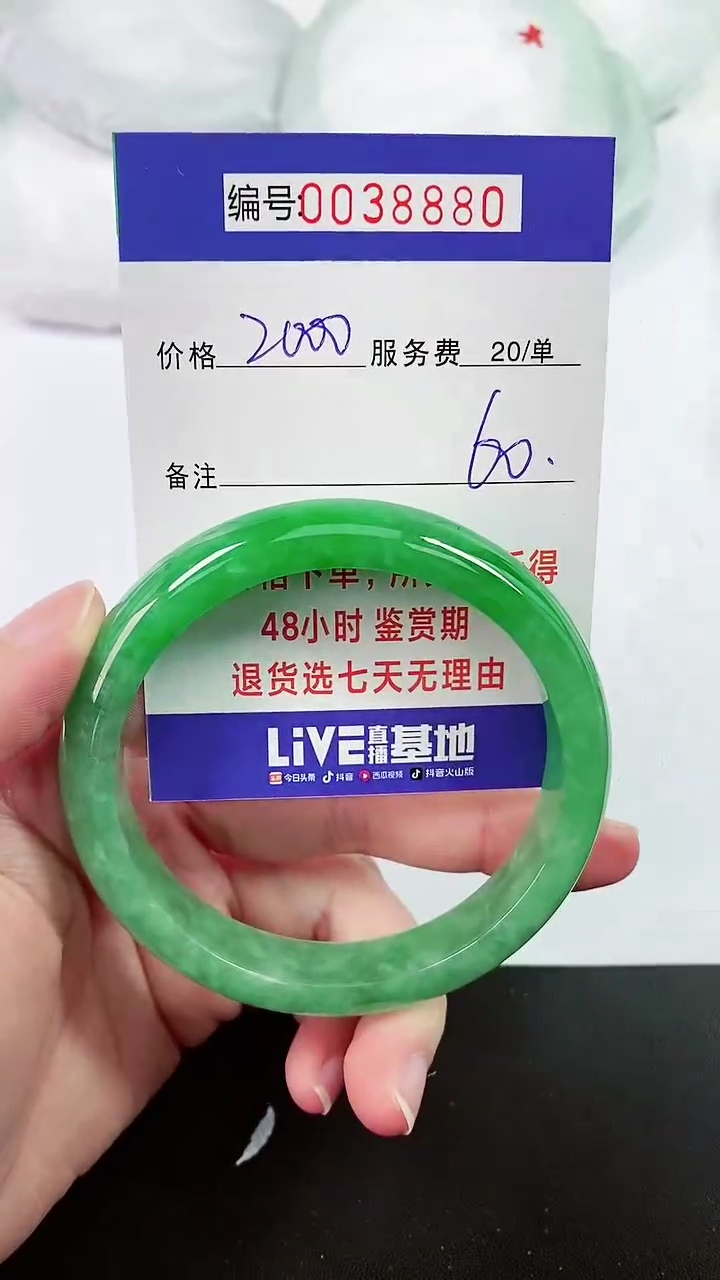 编号:0038880
价格 2000 服务费 20/单
60.
备注
得
48小时 鉴赏期
退货选七天无理由
LiVE直播基地
今日头条 抖音 西瓜视频 抖音火山版